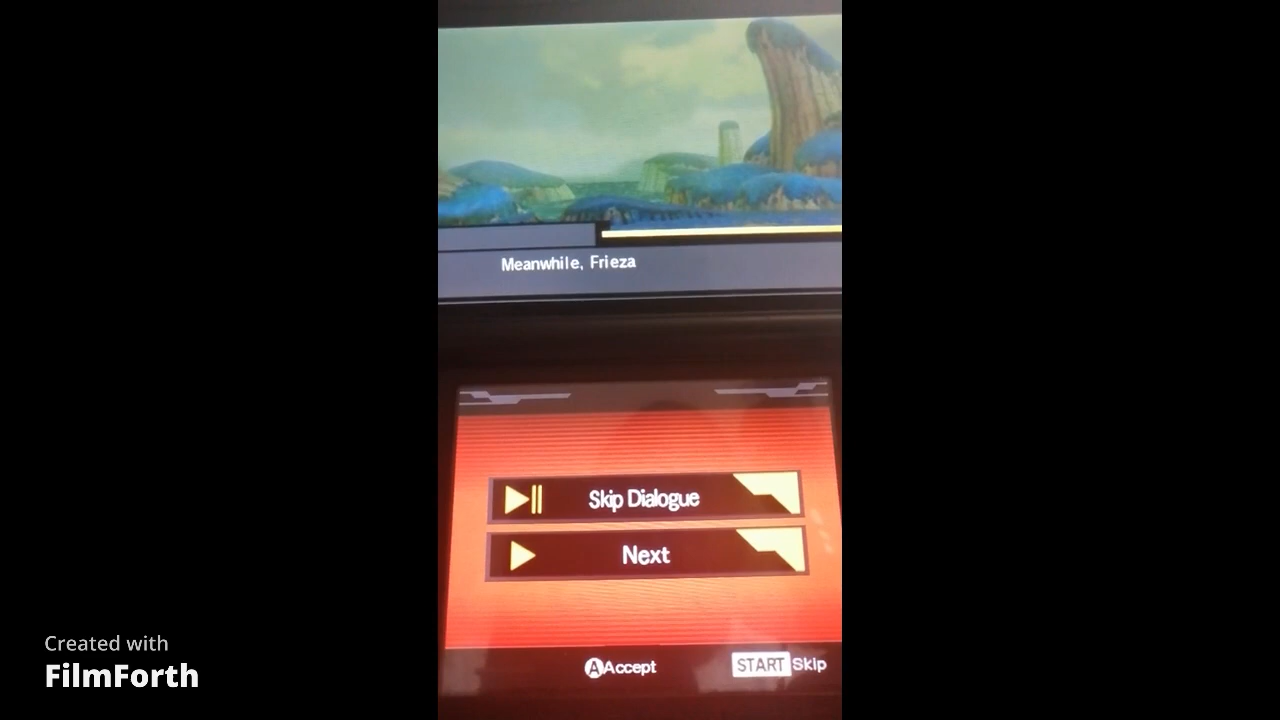 Meanwhile, Frieza
Skip Dialogue
Next
A Accept
START Skip
Created with
FilmForth